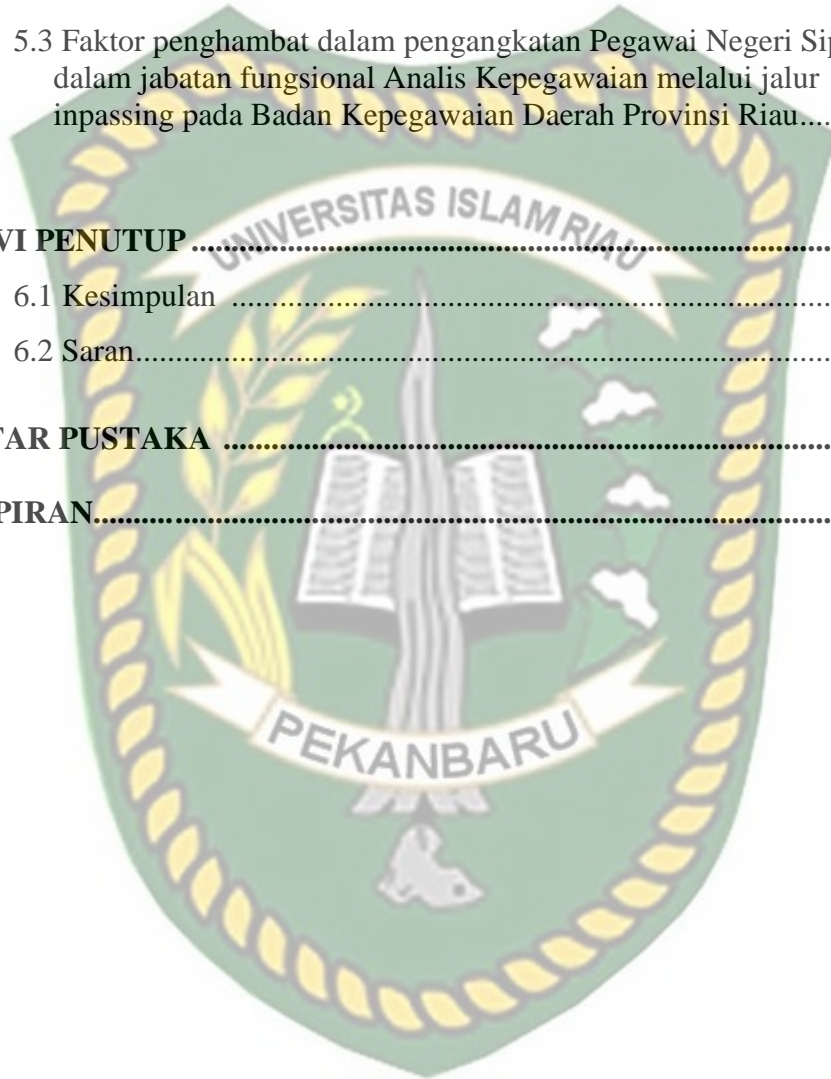 5.3 Faktor penghambat dalam pengangkatan Pegawai Negeri Sip
dalam jabatan fungsional Analis Kepegawaian melalui jalur
inpassing pada Badan Kepegawaian Daerah Provinsi Riau....
UNIVERSITAS ISLAM RIAU
VI PENUTUP................................................................
6.1 Kesimpulan ................................................................
6.2 Saran................................................................
TAR PUSTAKA ................................................................
PIRAN................................................................
PEKANBARU